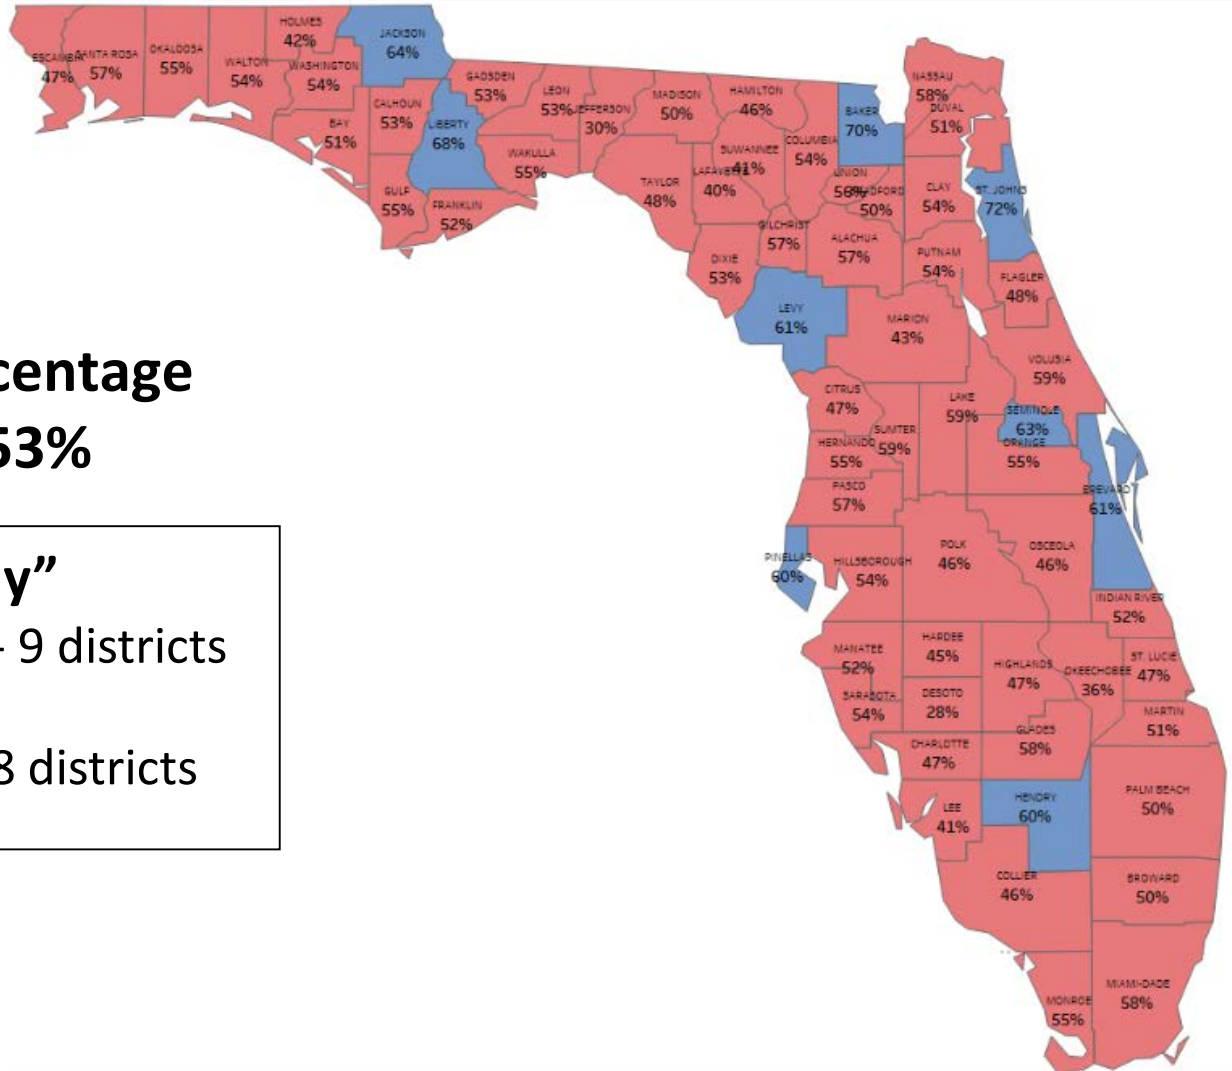 centage
53%
y”
- 9 districts
8 districts
ESCAMBIA
47%
SANTA ROSA
57%
OKALOOSA
55%
WALTON
54%
HOLMES
42%
WASHINGTON
54%
JACKSON
64%
BAY
51%
CALHOUN
53%
GULF
55%
LIBERTY
68%
GADSDEN
53%
FRANKLIN
52%
LEON
53%
WAKULLA
55%
JEFFERSON
30%
MADISON
50%
TAYLOR
48%
HAMILTON
46%
SUWANNEE
41%
LAFAYETTE
40%
DIXIE
53%
COLUMBIA
54%
GILCHRIST
57%
BAKER
70%
UNION
56%
BRADFORD
50%
ALACHUA
57%
NASSAU
58%
DUVAL
51%
CLAY
54%
ST. JOHNS
72%
PUTNAM
54%
FLAGLER
48%
LEVY
61%
MARION
43%
VOLUSIA
59%
CITRUS
47%
SUMTER
59%
LAKE
59%
SEMINOLE
63%
HERNANDO
55%
ORANGE
55%
PASCO
57%
BREVARD
61%
PINELLAS
60%
HILLSBOROUGH
54%
POLK
46%
OSCEOLA
46%
INDIAN RIVER
52%
MANATEE
52%
HARDEE
45%
HIGHLANDS
47%
OKEECHOBEE
36%
ST. LUCIE
47%
SARASOTA
54%
DESOTO
28%
MARTIN
51%
CHARLOTTE
47%
GLADES
58%
LEE
41%
HENDRY
60%
PALM BEACH
50%
COLLIER
46%
BROWARD
50%
MONROE
55%
MIAMI-DADE
58%